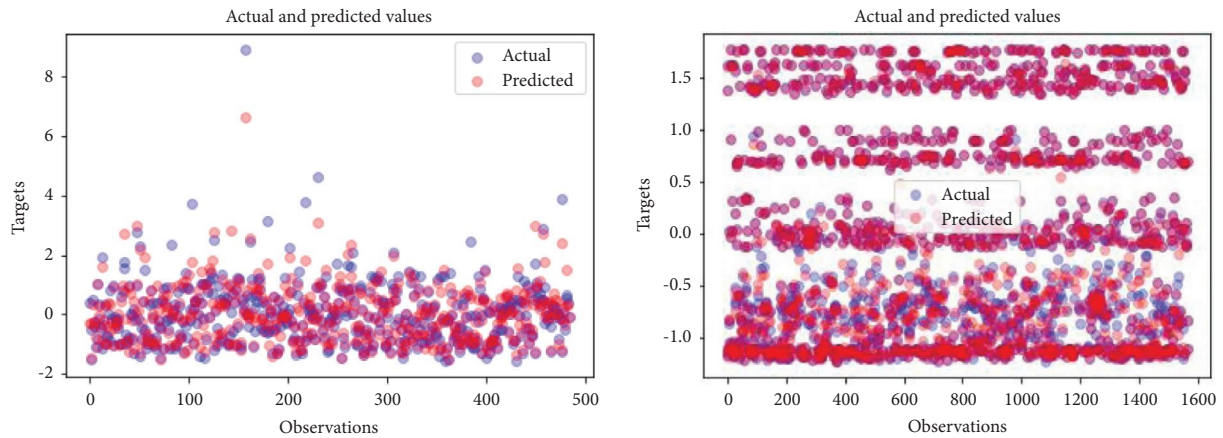 Actual and predicted values
8
6
4
2
0
-2
Targets
Actual
Predicted
0 100 200 300 400 500
Observations
Actual and predicted values
1.5
1.0
0.5
0.0
-0.5
-1.0
Targets
Actual
Predicted
0 200 400 600 800 1000 1200 1400 1600
Observations